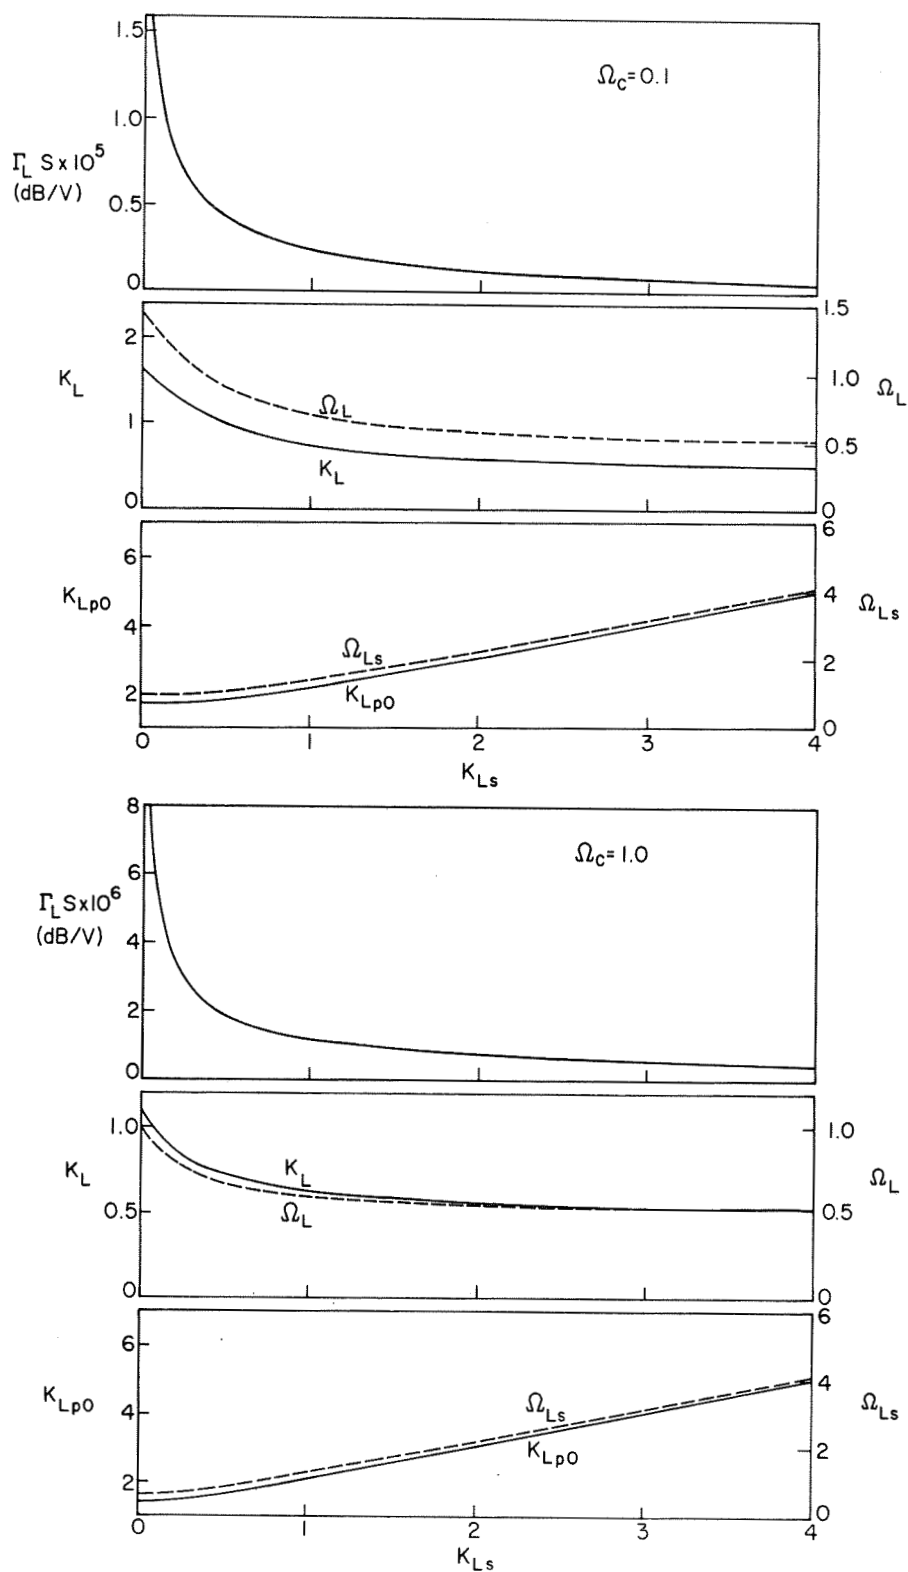 1.5
Ω_C = 0.1
1.0
Γ_L S x 10^5
(dB/V)
0.5
0
1.5
2
K_L
1.0
Ω_L
Ω_L
1
0.5
K_L
0
0
6
6
K_Lp0
4
Ω_Ls
4
Ω_Ls
2
2
K_Lp0
0
0
1
2
3
4
K_Ls
8
Ω_C = 1.0
6
Γ_L S x 10^6
(dB/V)
4
2
0
1.0
1.0
K_L
K_L
Ω_L
Ω_L
0.5
0.5
0
0
6
6
K_Lp0
4
Ω_Ls
4
Ω_Ls
K_Lp0
2
2
0
0
1
2
3
4
K_Ls